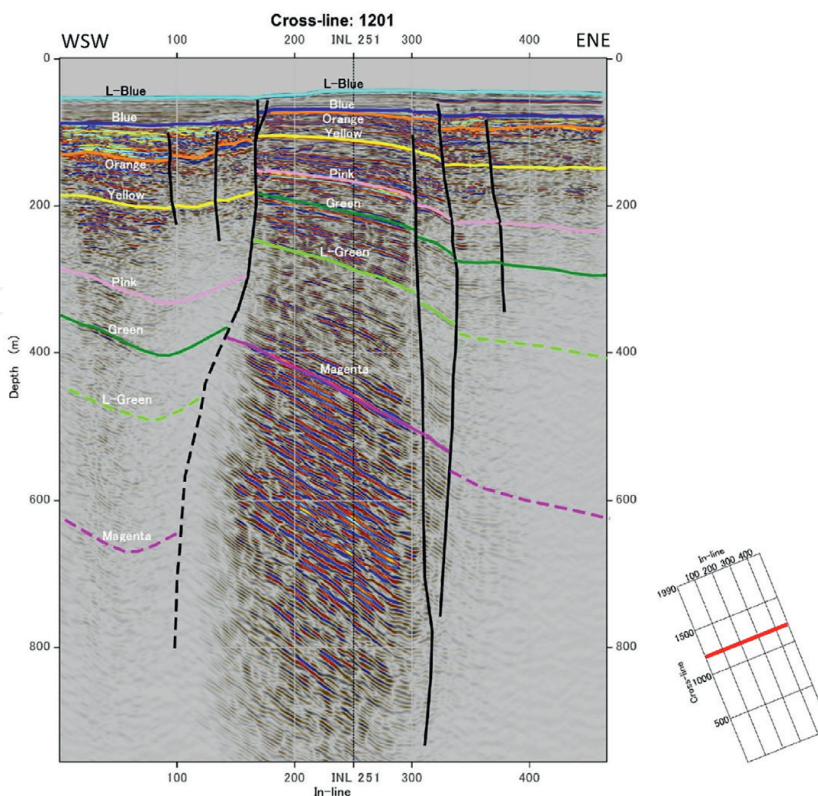 Cross-line: 1201
WSW 100 200 INL 251 300 400 ENE
0 0
L-Blue L-Blue
Blue Blue
Orange
Yellow
Orange
Pink
Yellow
200 Green 200
L-Green
Pink
Green
400 400
Magenta
L-Green
Depth (m)
600 600
Magenta
800 800
100 200 INL 251 300 400
In-line
In-line
1990 100 200 300 400
1500
1000
500
Cross-line